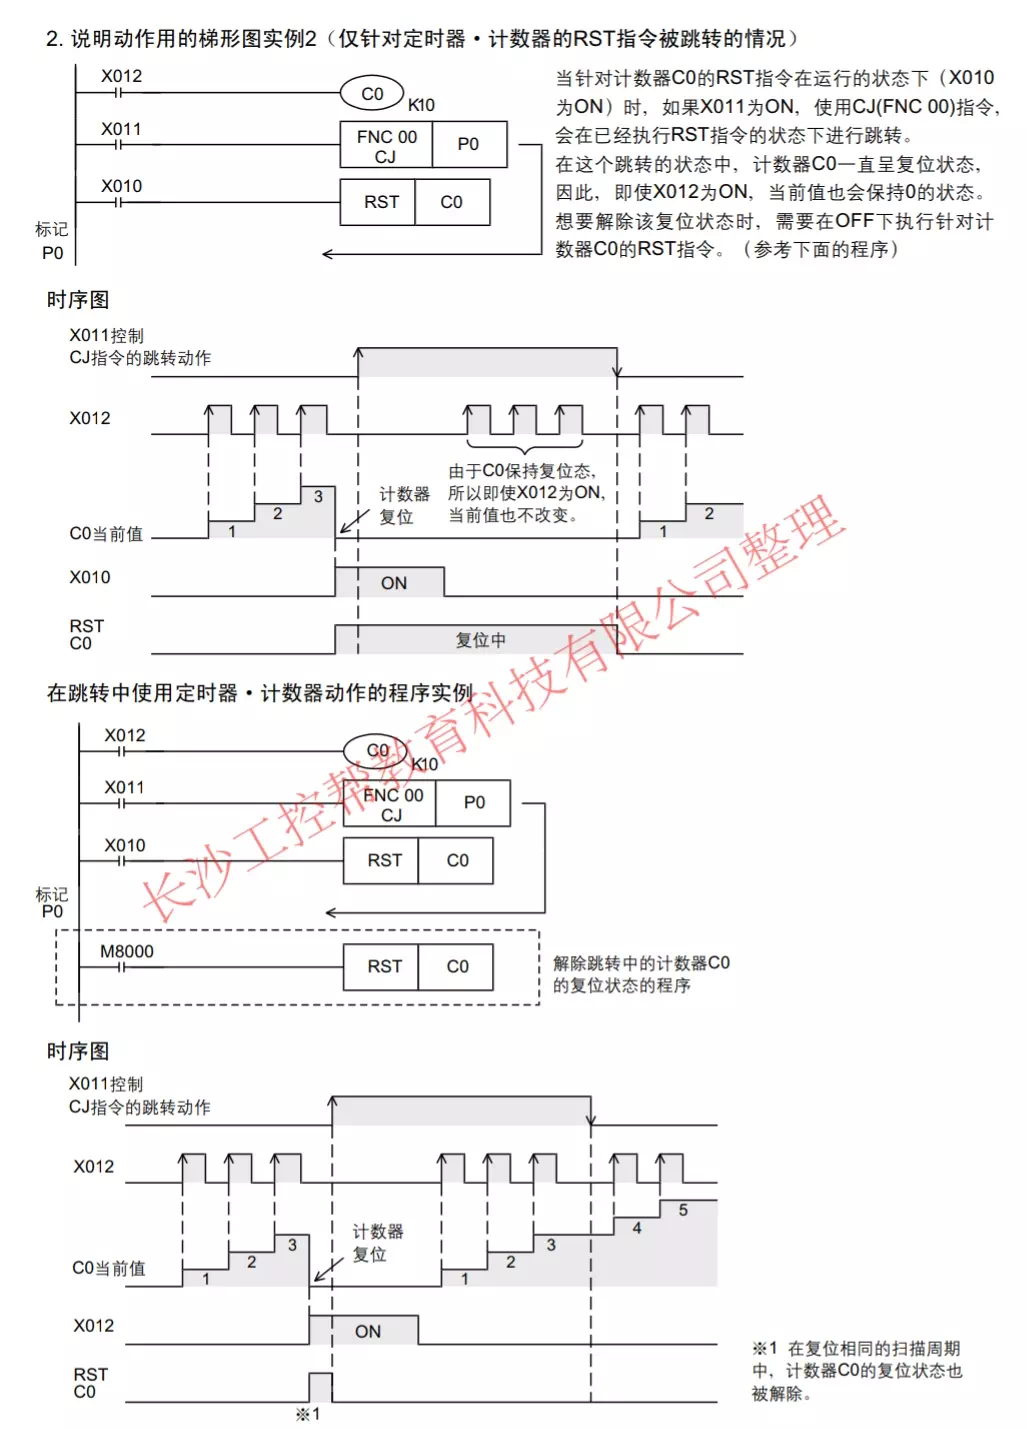 2. 说明动作用的梯形图实例2（仅针对定时器·计数器的RST指令被跳转的情况）
X012
C0
K10
X011
FNC 00
CJ
P0
X010
RST
C0
标记
P0
当针对计数器C0的RST指令在运行的状态下（X010
为ON）时，如果X011为ON，使用CJ(FNC 00)指令，
会在已经执行RST指令的状态下进行跳转。
在这个跳转的状态中，计数器C0一直呈复位状态，
因此，即使X012为ON，当前值也会保持0的状态。
想要解除该复位状态时，需要在OFF下执行针对计
数器C0的RST指令。（参考下面的程序）
时序图
X011控制
CJ指令的跳转动作
X012
由于C0保持复位态，
所以即使X012为ON，
当前值也不改变。
计数器
复位
C0当前值
1
2
3
1
2
X010
ON
RST
C0
复位中
在跳转中使用定时器·计数器动作的程序实例
X012
C0
K10
X011
FNC 00
CJ
P0
X010
RST
C0
标记
P0
M8000
RST
C0
解除跳转中的计数器C0
的复位状态的程序
时序图
X011控制
CJ指令的跳转动作
X012
计数器
复位
C0当前值
1
2
3
1
2
3
4
5
X012
ON
RST
C0
※1
※1 在复位相同的扫描周期
中，计数器C0的复位状态也
被解除。
长沙工控帮教育科技有限公司整理